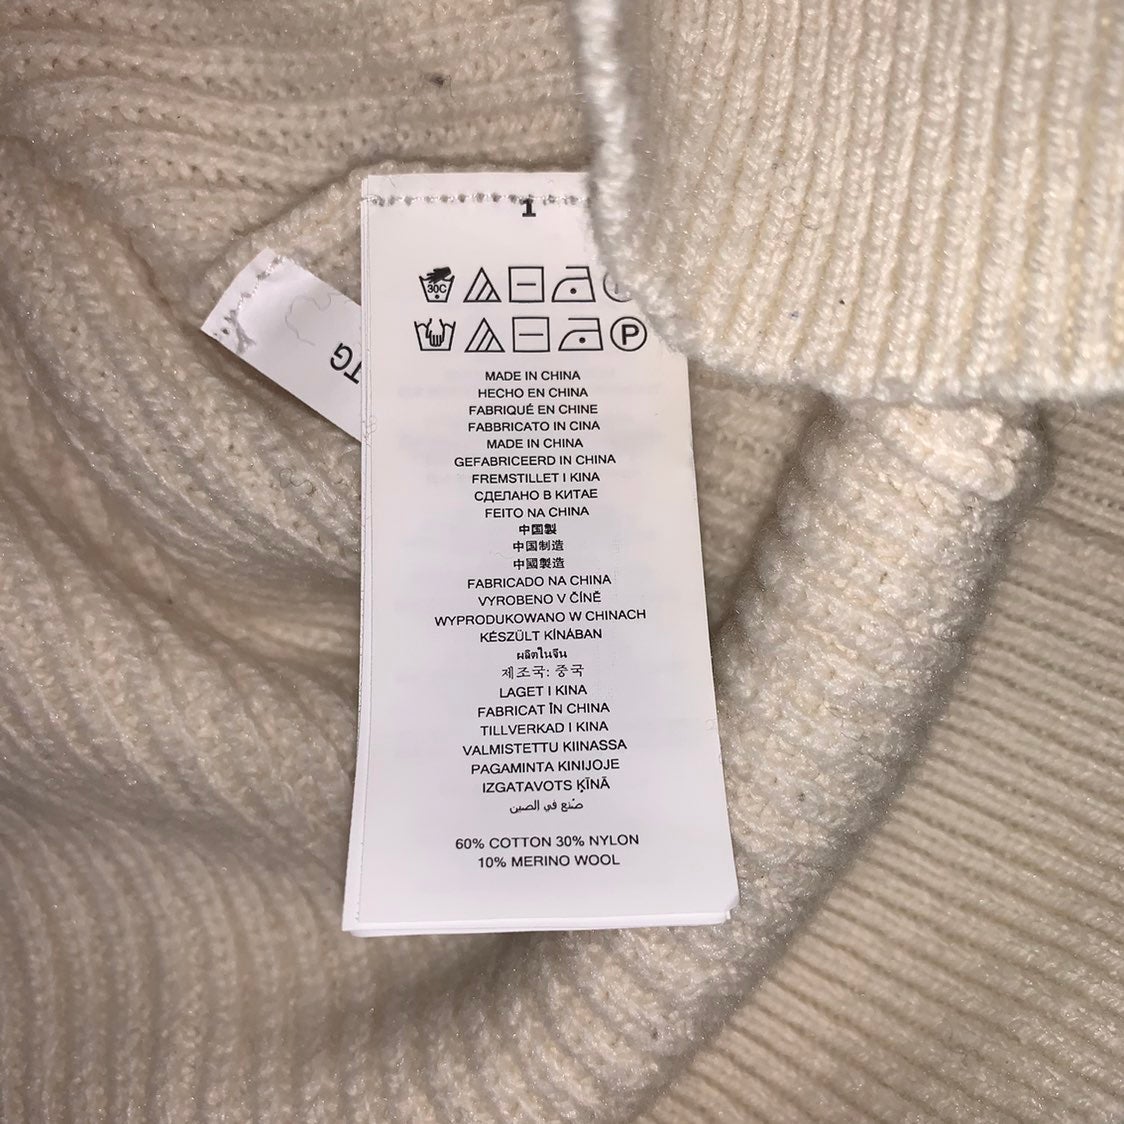 1
30C
P
TG
MADE IN CHINA
HECHO EN CHINA
FABRIQUÉ EN CHINE
FABBRICATO IN CINA
MADE IN CHINA
GEFABRICEERD IN CHINA
FREMSTILLET I KINA
СДЕЛАНО В КИТАЕ
FEITO NA CHINA
中国製
中国制造
中國製造
FABRICADO NA CHINA
VYROBENO V ČÍNĚ
WYPRODUKOWANO W CHINACH
KÉSZÜLT KÍNÁBAN
ผลิตในจีน
제조국: 중국
LAGET I KINA
FABRICAT ÎN CHINA
TILLVERKAD I KINA
VALMISTETTU KIINASSA
PAGAMINTA KINIJOJE
IZGATAVOTS ĶĪNĀ
صُنع في الصين
60% COTTON 30% NYLON
10% MERINO WOOL